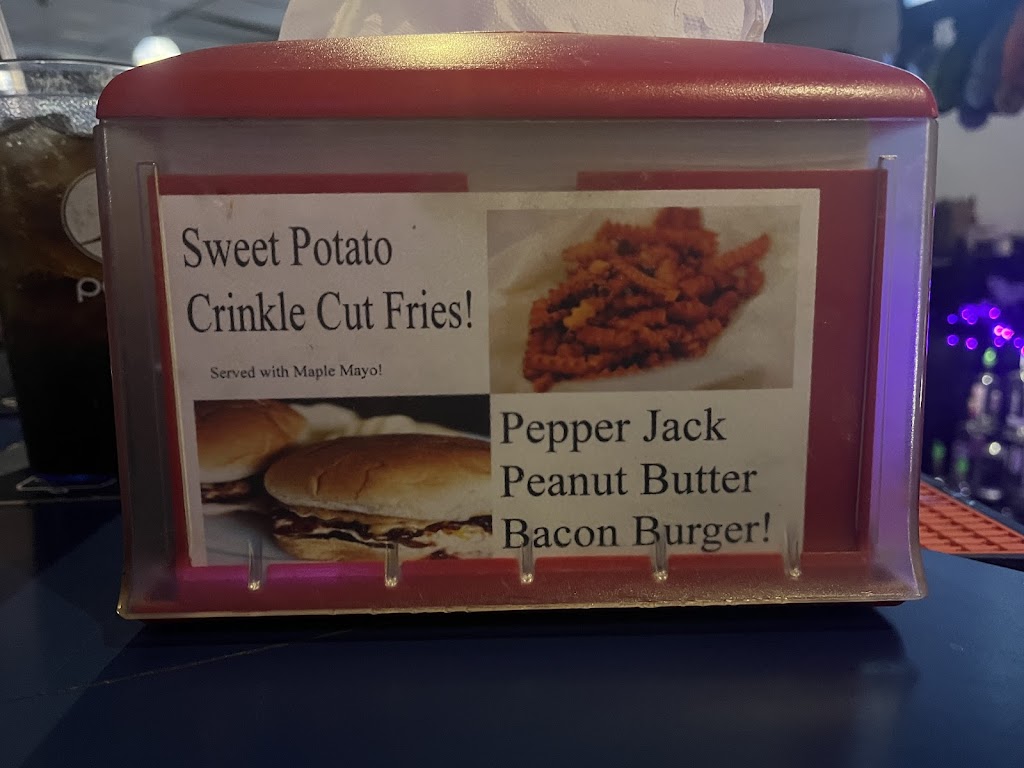 Sweet Potato
Crinkle Cut Fries!
Served with Maple Mayo!
Pepper Jack
Peanut Butter
Bacon Burger!